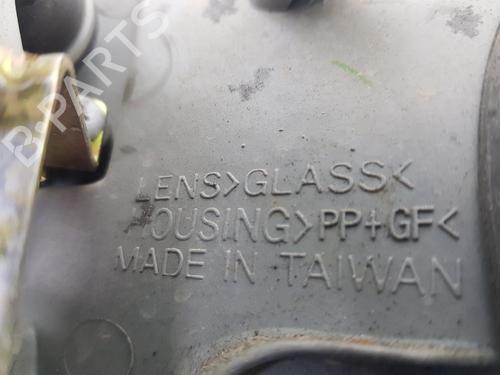 B-PARTS
LENS>GLASS<
HOUSING>PP+GF<
MADE IN TAIWAN